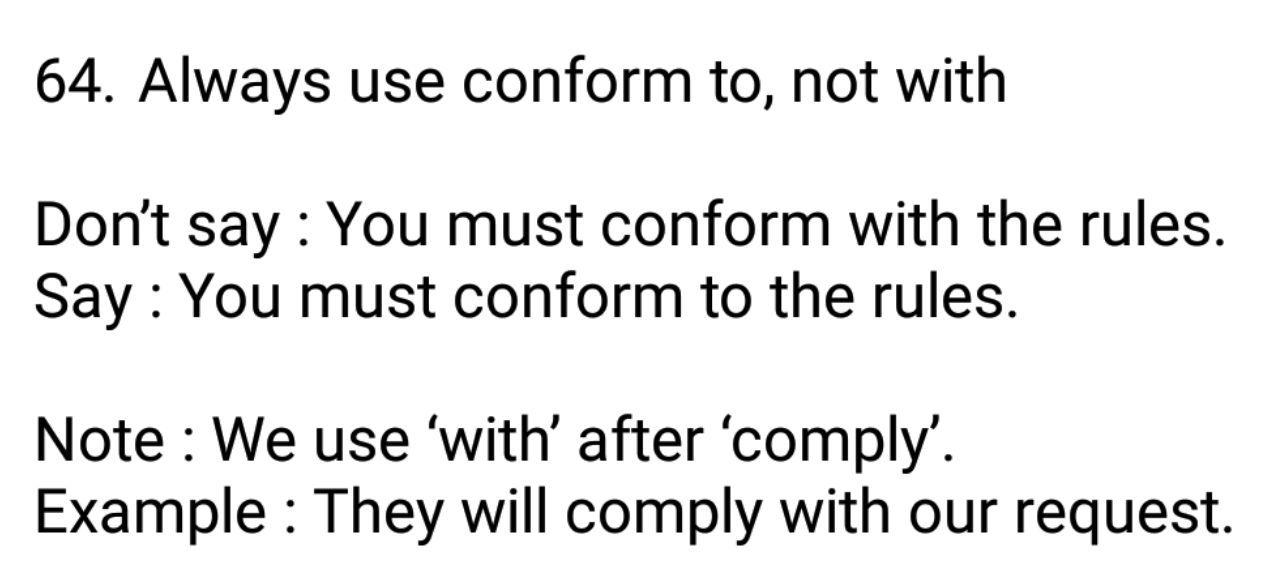 64. Always use conform to, not with
Don’t say : You must conform with the rules.
Say : You must conform to the rules.
Note : We use ‘with’ after ‘comply’.
Example : They will comply with our request.